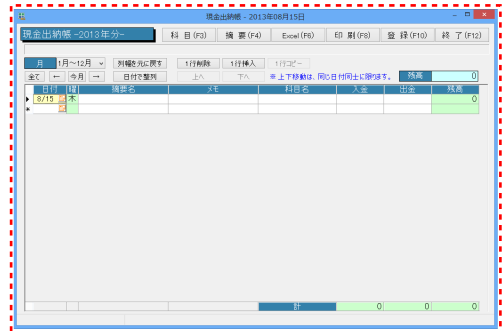 現金出納帳 - 2013年08月15日
現金出納帳 -2013年分-
科 目(F3) 摘 要(F4) Excel(F6) 印 刷(F8) 登 録(F10) 終 了(F12)
月 1月～12月 列幅を元に戻す 1行削除 1行挿入 1行コピー
全て ← 今月 → 日付で整列 上へ 下へ ※上下移動は、同じ日付同士に限ります。 残高 0
日付 曜 摘要名 メモ 科目名 入金 出金 残高
8/15 木 0
計 0 0 0